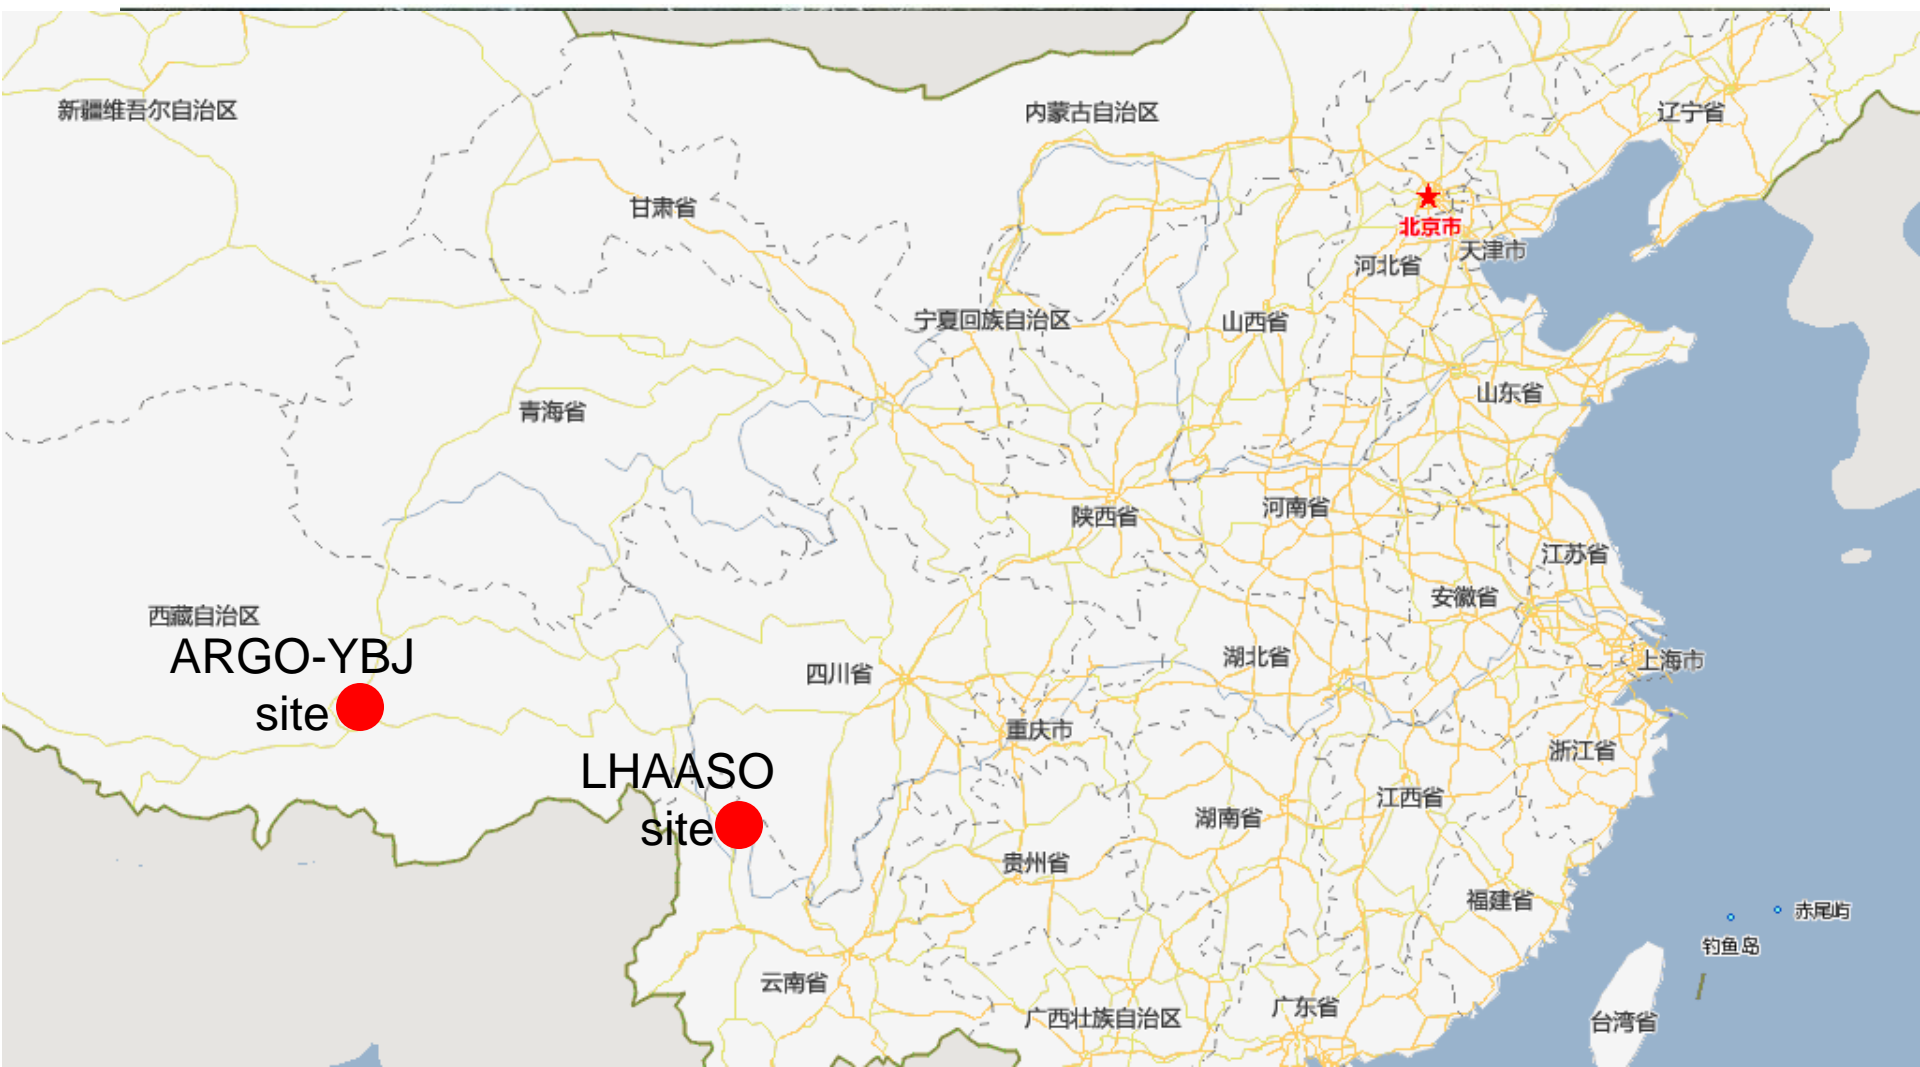 新疆维吾尔自治区
内蒙古自治区
辽宁省
甘肃省
北京市
天津市
河北省
宁夏回族自治区
山西省
山东省
青海省
河南省
陕西省
江苏省
安徽省
西藏自治区
ARGO-YBJ
site
湖北省
上海市
四川省
重庆市
浙江省
LHAASO
site
江西省
湖南省
贵州省
福建省
赤尾屿
钓鱼岛
云南省
广东省
广西壮族自治区
台湾省